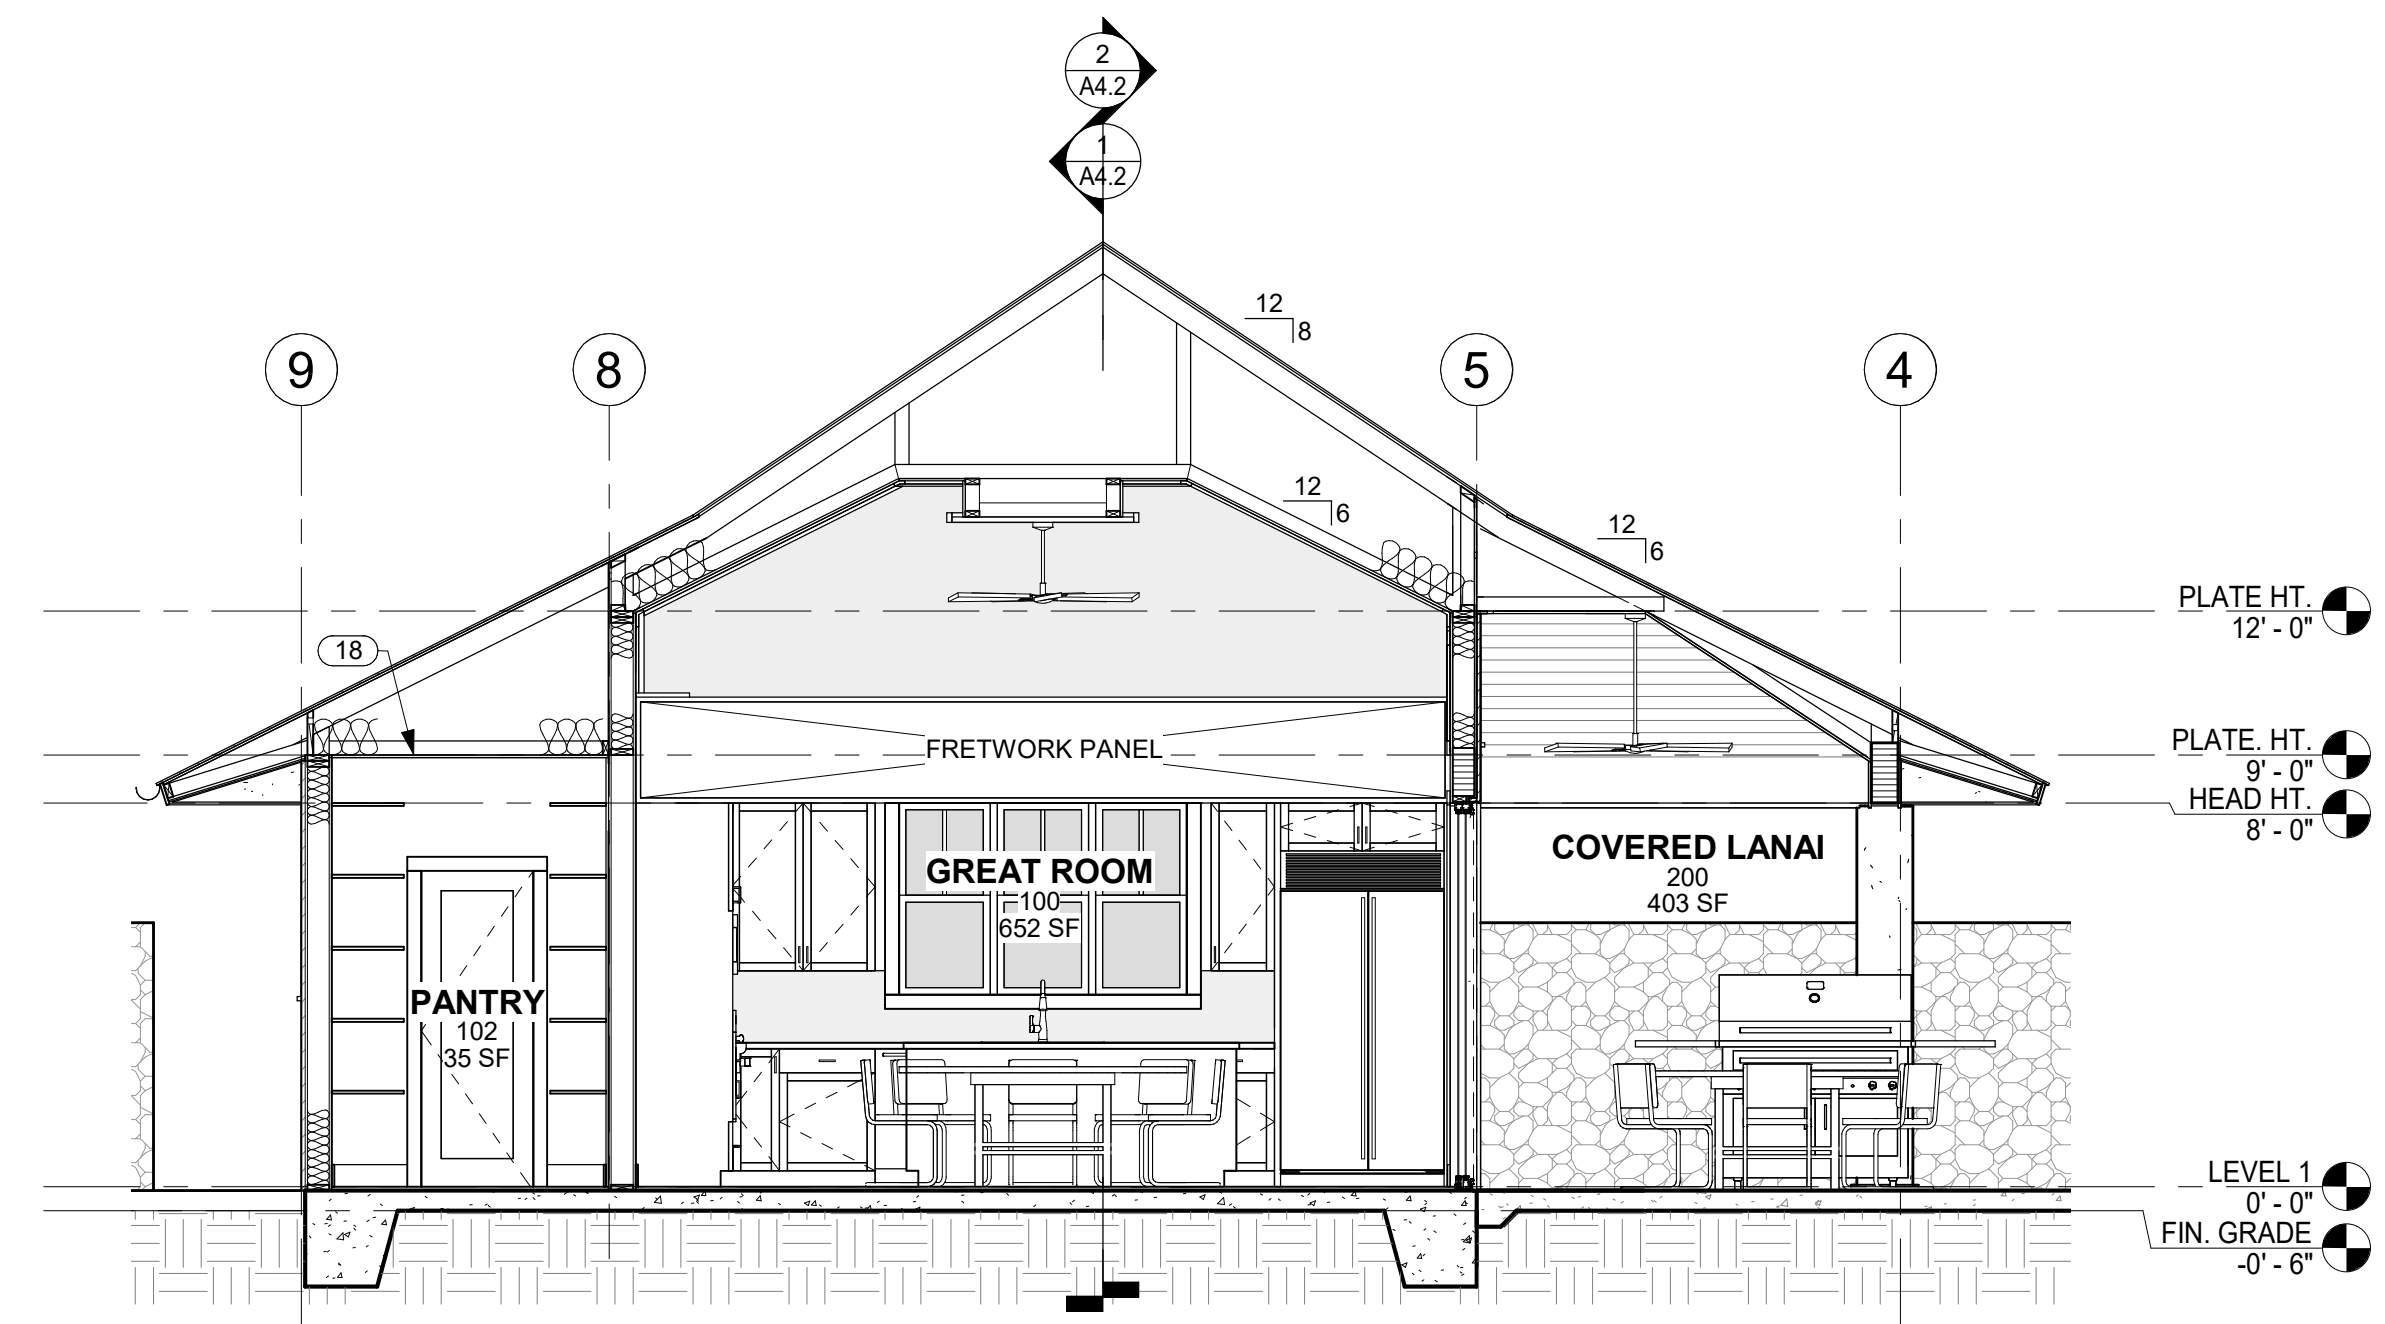 2
A4.2
1
A4.2
12
8
9
8
5
4
12
6
12
6
PLATE HT.
12' - 0"
18
FRETWORK PANEL
PLATE. HT.
9' - 0"
HEAD HT.
8' - 0"
GREAT ROOM
100
652 SF
COVERED LANAI
200
403 SF
PANTRY
102
35 SF
LEVEL 1
0' - 0"
FIN. GRADE
-0' - 6"